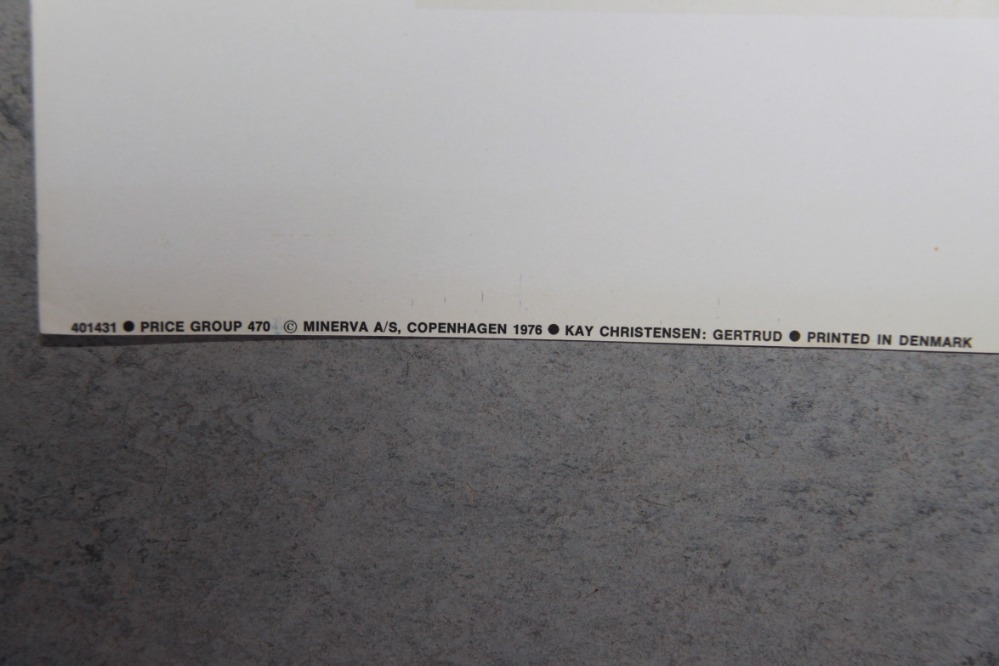 401431 ● PRICE GROUP 470 © MINERVA A/S, COPENHAGEN 1976 ● KAY CHRISTENSEN: GERTRUD ● PRINTED IN DENMARK